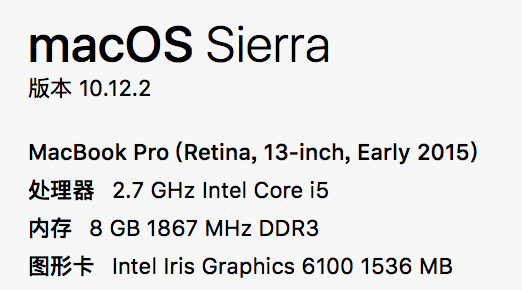 macOS Sierra
版本 10.12.2
MacBook Pro (Retina, 13-inch, Early 2015)
处理器 2.7 GHz Intel Core i5
内存 8 GB 1867 MHz DDR3
图形卡 Intel Iris Graphics 6100 1536 MB